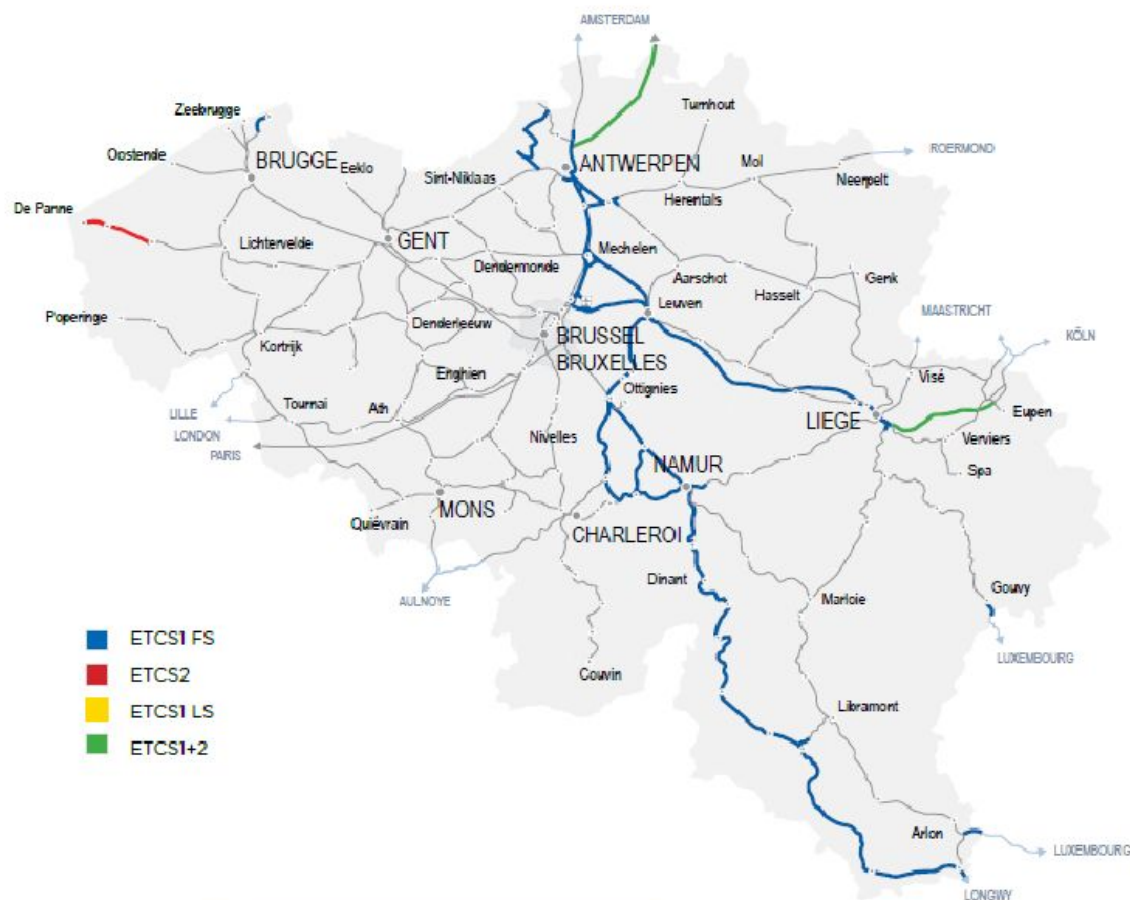 AMSTERDAM
Zeebrugge
Turnhout
Oostende
BRUGGE
Eeklo
Sint-Niklaas
ANTWERPEN
Mol
ROERMOND
Neerpelt
Herentals
De Panne
Lichtervelde
GENT
Mechelen
Dendermonde
Aarschot
Genk
Hasselt
Leuven
MAASTRICHT
Poperinge
Denderleeuw
BRUSSEL
BRUXELLES
KÖLN
Kortrijk
Enghien
Visé
Ottignies
Eupen
LILLE
Tournai
Ath
LIEGE
LONDON
Nivelles
Verviers
PAIRIS
NAMUR
Spa
MONS
Quiévrain
CHARLEROI
Dinant
AULNOYE
Marloie
Gouvy
ETCS1 FS
LUXEMBOURG
ETCS2
Couvin
ETCS1 LS
Libramont
ETCS1+2
Arlon
LUXEMBOURG
LONGWY